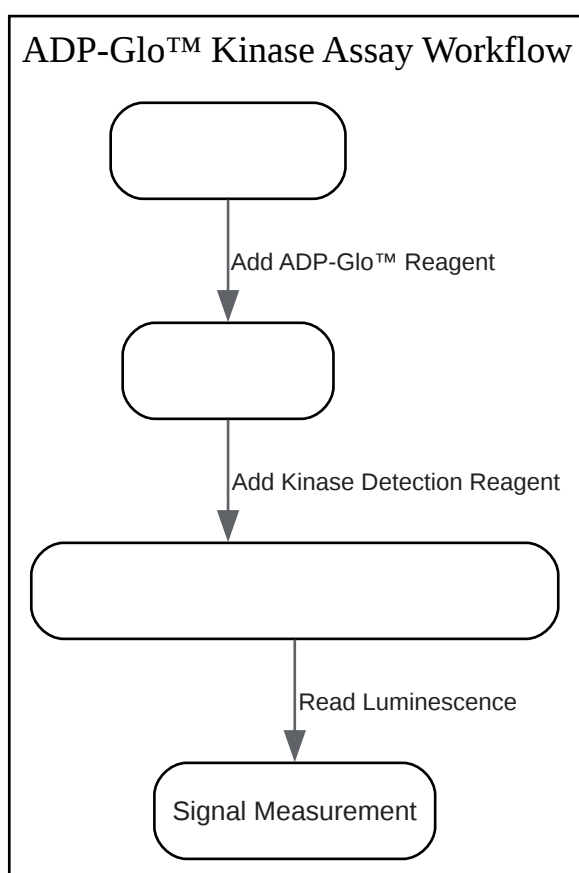 ADP-Glo™ Kinase Assay Workflow
Add ADP-Glo™ Reagent
Add Kinase Detection Reagent
Read Luminescence
Signal Measurement